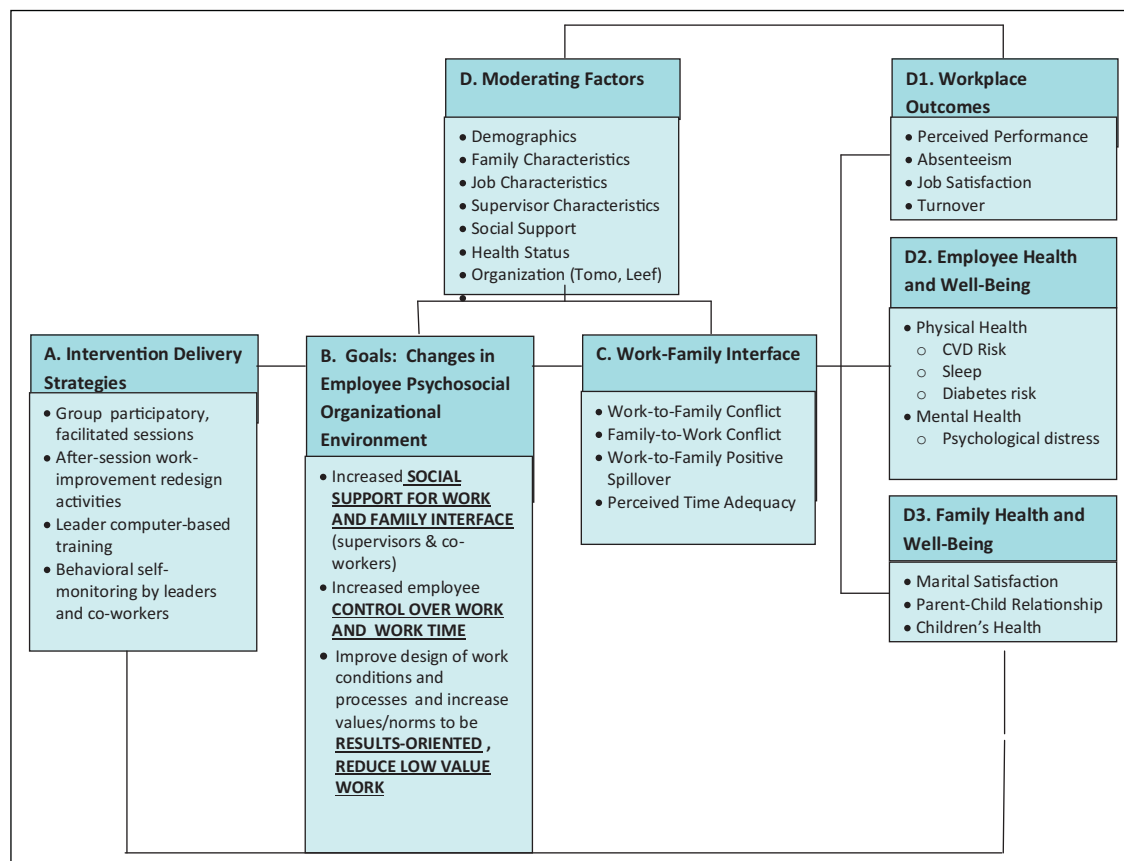 D. Moderating Factors
• Demographics
• Family Characteristics
• Job Characteristics
• Supervisor Characteristics
• Social Support
• Health Status
• Organization (Tomo, Leef)
•
D1. Workplace
Outcomes
• Perceived Performance
• Absenteeism
• Job Satisfaction
• Turnover
D2. Employee Health
and Well-Being
• Physical Health
o CVD Risk
o Sleep
o Diabetes risk
• Mental Health
o Psychological distress
A. Intervention Delivery
Strategies
• Group participatory,
facilitated sessions
• After-session work-
improvement redesign
activities
• Leader computer-based
training
• Behavioral self-
monitoring by leaders
and co-workers
B. Goals: Changes in
Employee Psychosocial
Organizational
Environment
• Increased SOCIAL
SUPPORT FOR WORK
AND FAMILY INTERFACE
(supervisors & co-
workers)
• Increased employee
CONTROL OVER WORK
AND WORK TIME
• Improve design of work
conditions and
processes and increase
values/norms to be
RESULTS-ORIENTED ,
REDUCE LOW VALUE
WORK
C. Work-Family Interface
• Work-to-Family Conflict
• Family-to-Work Conflict
• Work-to-Family Positive
Spillover
• Perceived Time Adequacy
D3. Family Health and
Well-Being
• Marital Satisfaction
• Parent-Child Relationship
• Children's Health